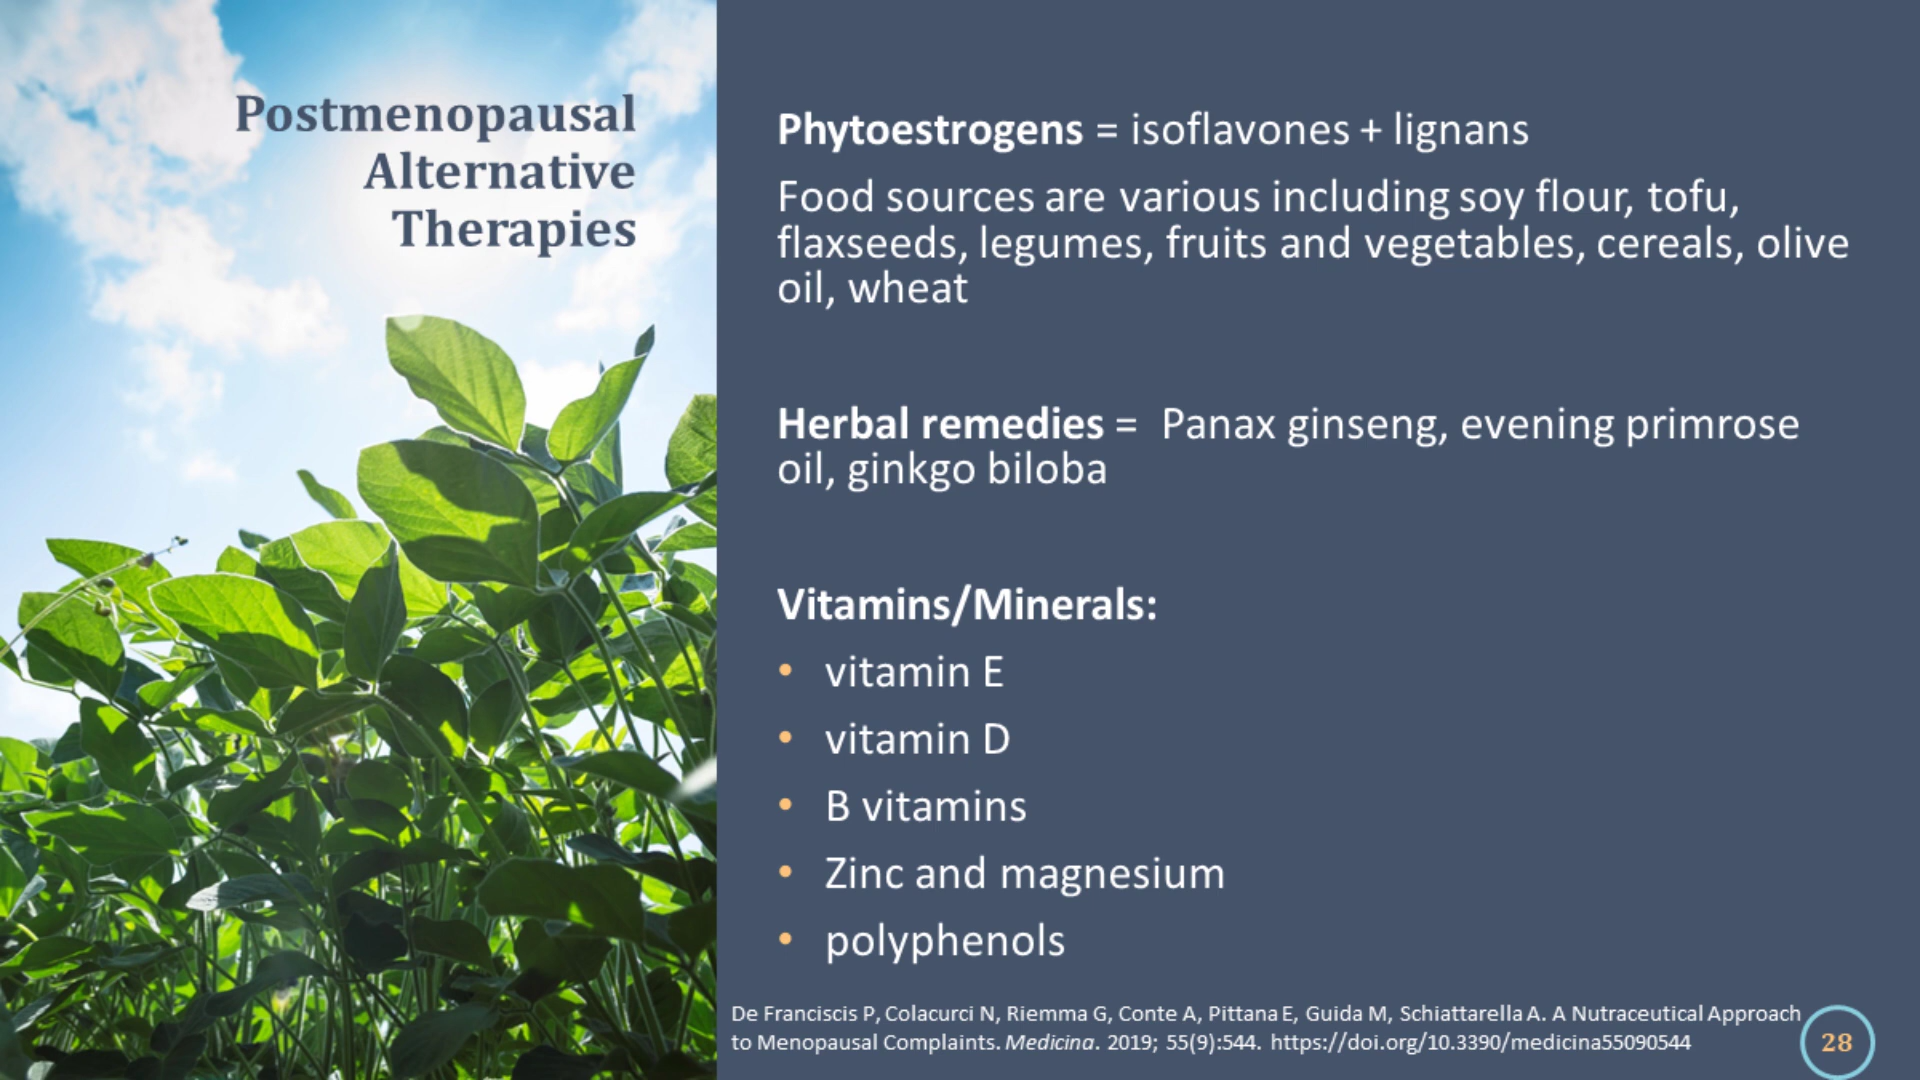 Postmenopausal
Alternative
Therapies
Phytoestrogens = isoflavones + lignans
Food sources are various including soy flour, tofu,
flaxseeds, legumes, fruits and vegetables, cereals, olive
oil, wheat
Herbal remedies = Panax ginseng, evening primrose
oil, ginkgo biloba
Vitamins/Minerals:
• vitamin E
• vitamin D
• B vitamins
• Zinc and magnesium
• polyphenols
De Franciscis P, Colacurci N, Riemma G, Conte A, Pittana E, Guida M, Schiattarella A. A Nutraceutical Approach
to Menopausal Complaints. Medicina. 2019; 55(9):544. https://doi.org/10.3390/medicina55090544
28